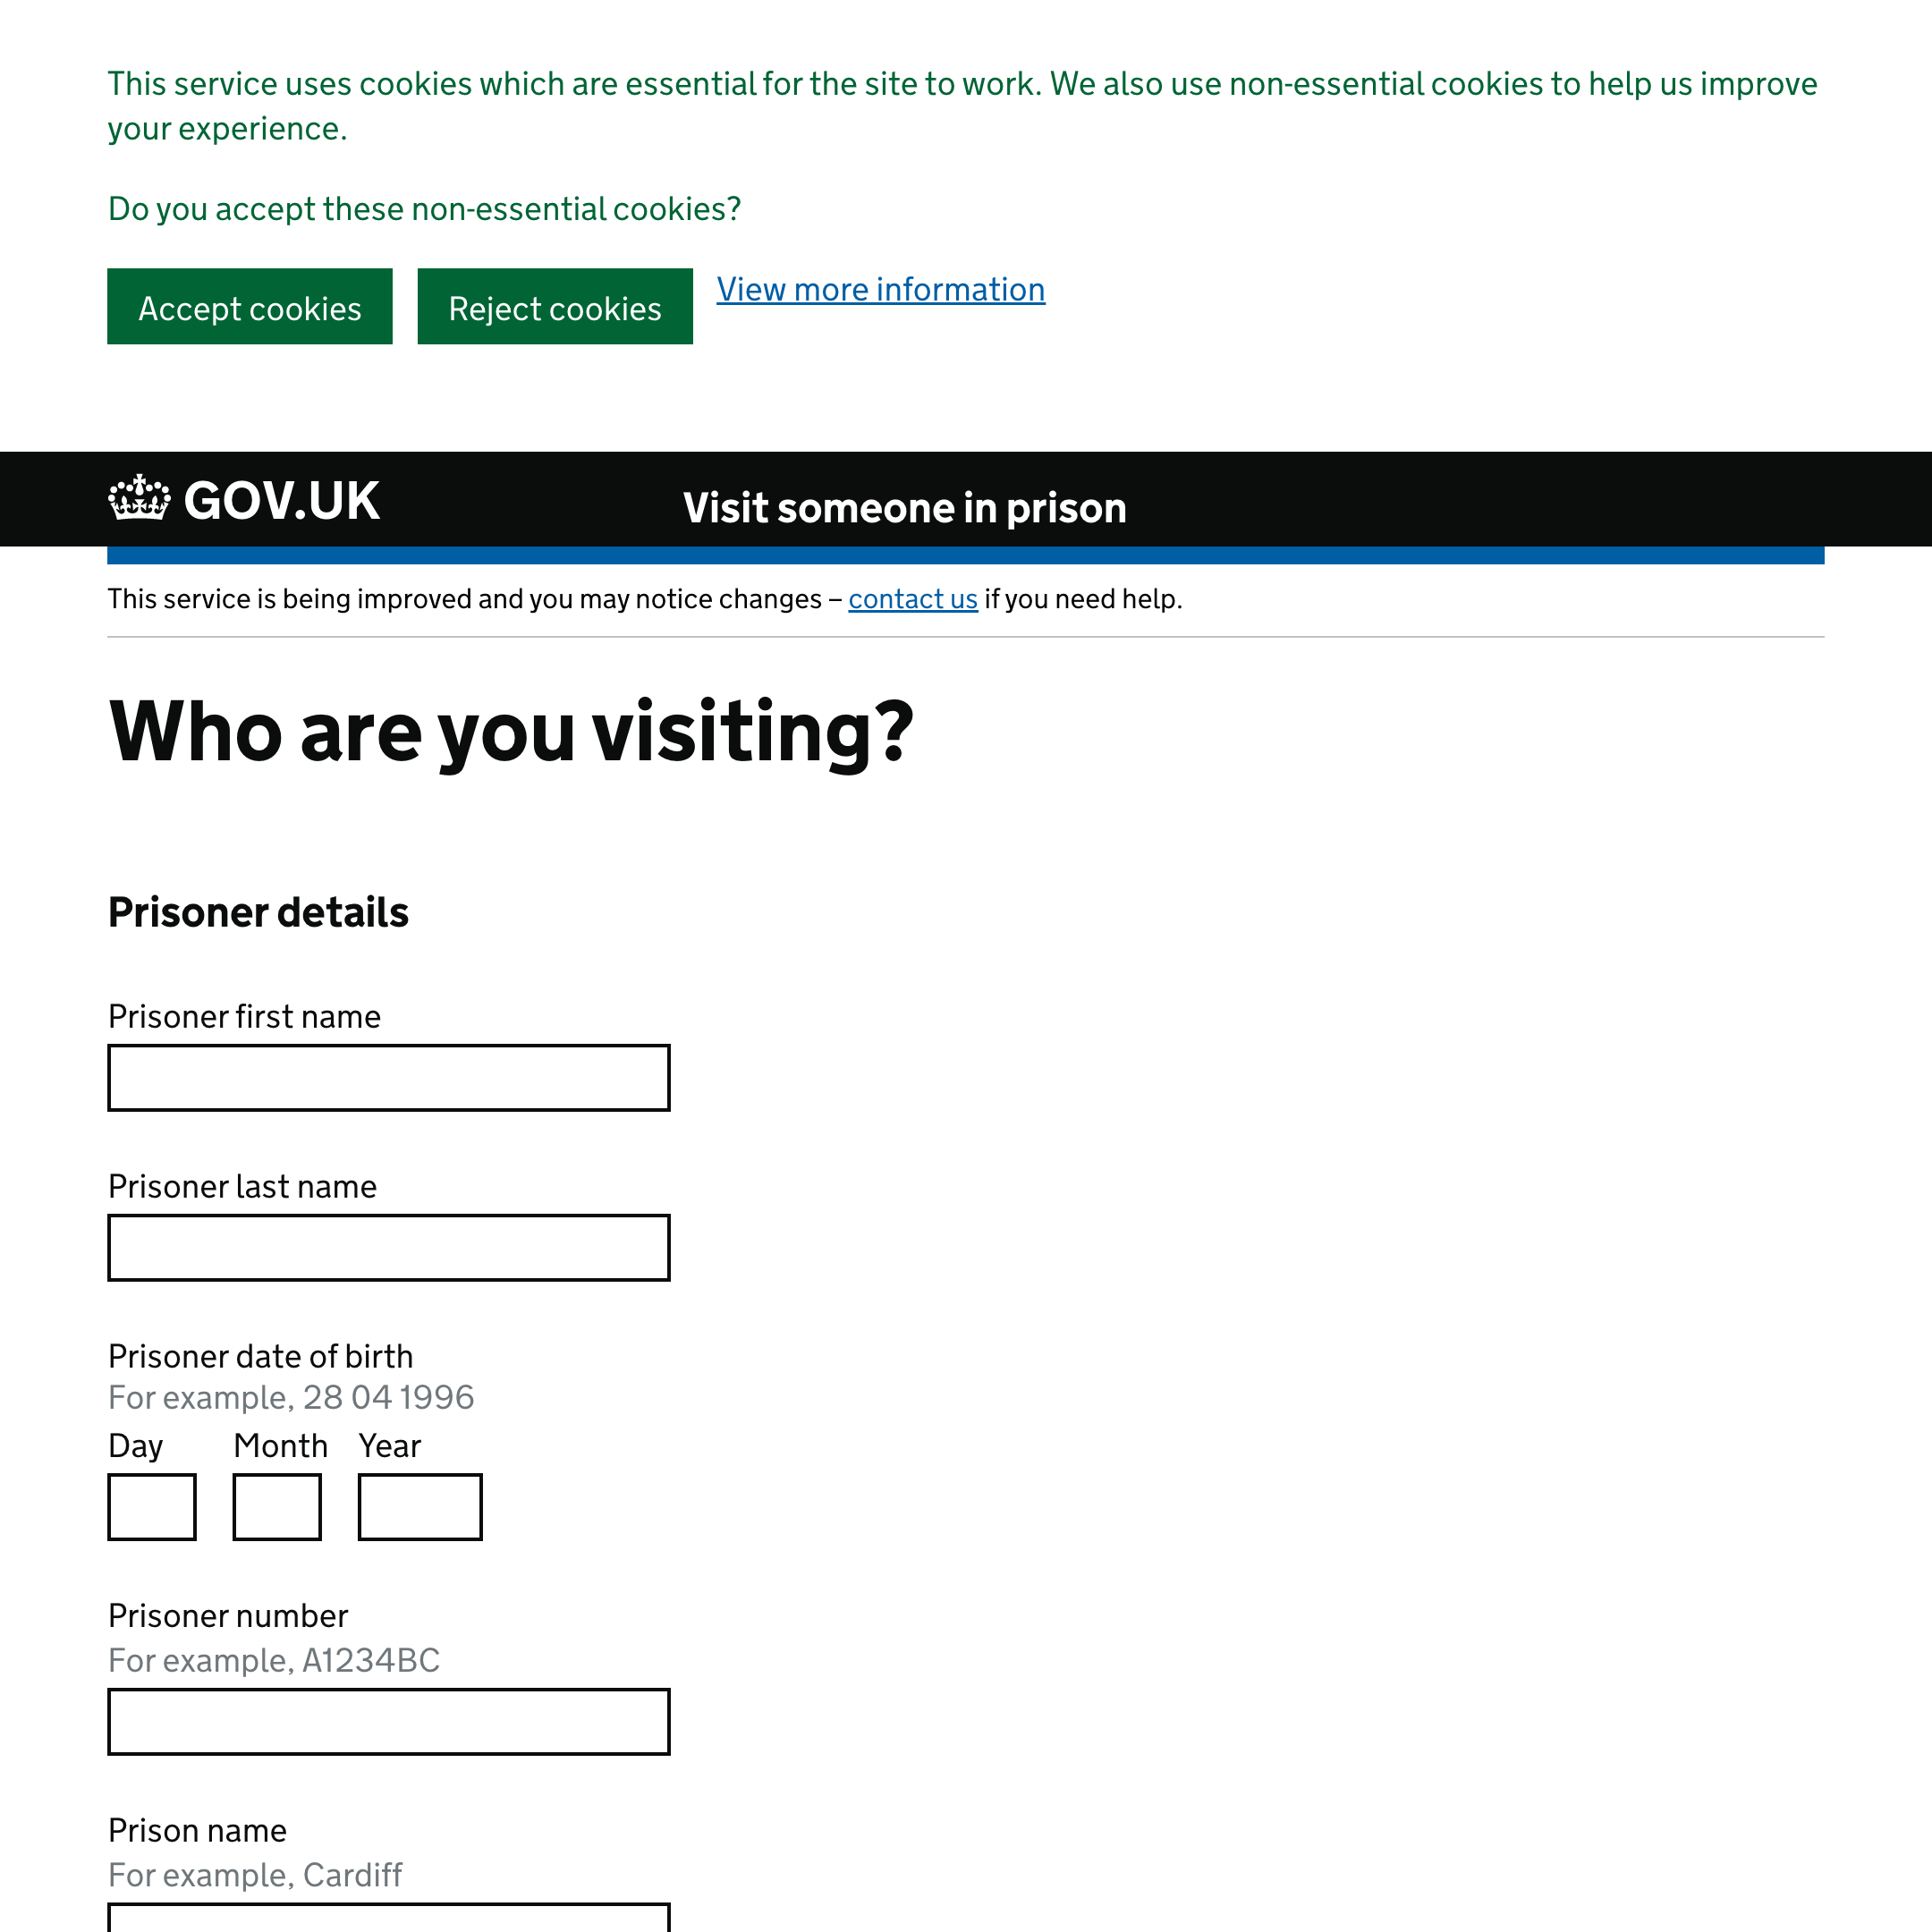 This service uses cookies which are essential for the site to work. We also use non-essential cookies to help us improve
your experience.
Do you accept these non-essential cookies?
Accept cookies
Reject cookies
View more information
GOV.UK
Visit someone in prison
This service is being improved and you may notice changes – contact us if you need help.
Who are you visiting?
Prisoner details
Prisoner first name
Prisoner last name
Prisoner date of birth
For example, 28 04 1996
Day Month Year
Prisoner number
For example, A1234BC
Prison name
For example, Cardiff